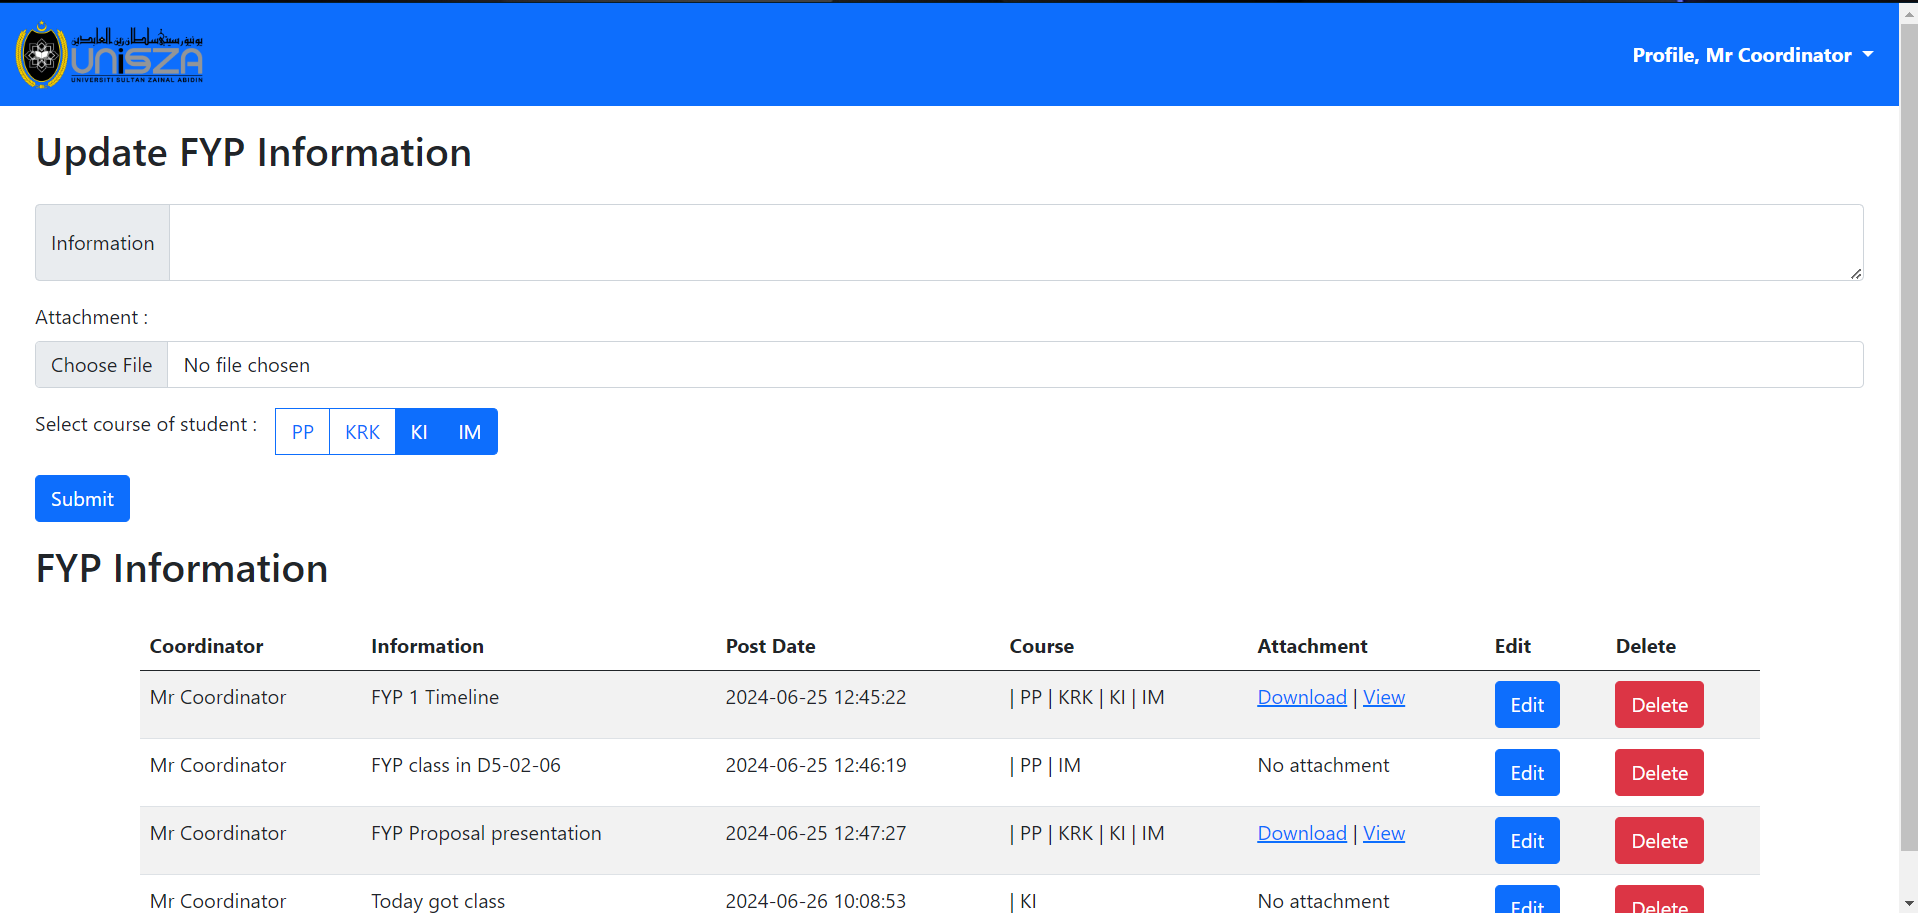 يونيۏرسيتي سلطان زين العابدين
UniSZA
UNIVERSITI SULTAN ZAINAL ABIDIN
Profile, Mr Coordinator
Update FYP Information
Information
Attachment :
Choose File No file chosen
Select course of student : PP KRK KI IM
Submit
FYP Information
Coordinator Information Post Date Course Attachment Edit Delete
Mr Coordinator FYP 1 Timeline 2024-06-25 12:45:22 | PP | KRK | KI | IM Download | View Edit Delete
Mr Coordinator FYP class in D5-02-06 2024-06-25 12:46:19 | PP | IM No attachment Edit Delete
Mr Coordinator FYP Proposal presentation 2024-06-25 12:47:27 | PP | KRK | KI | IM Download | View Edit Delete
Mr Coordinator Today got class 2024-06-26 10:08:53 | KI No attachment Edit Delete